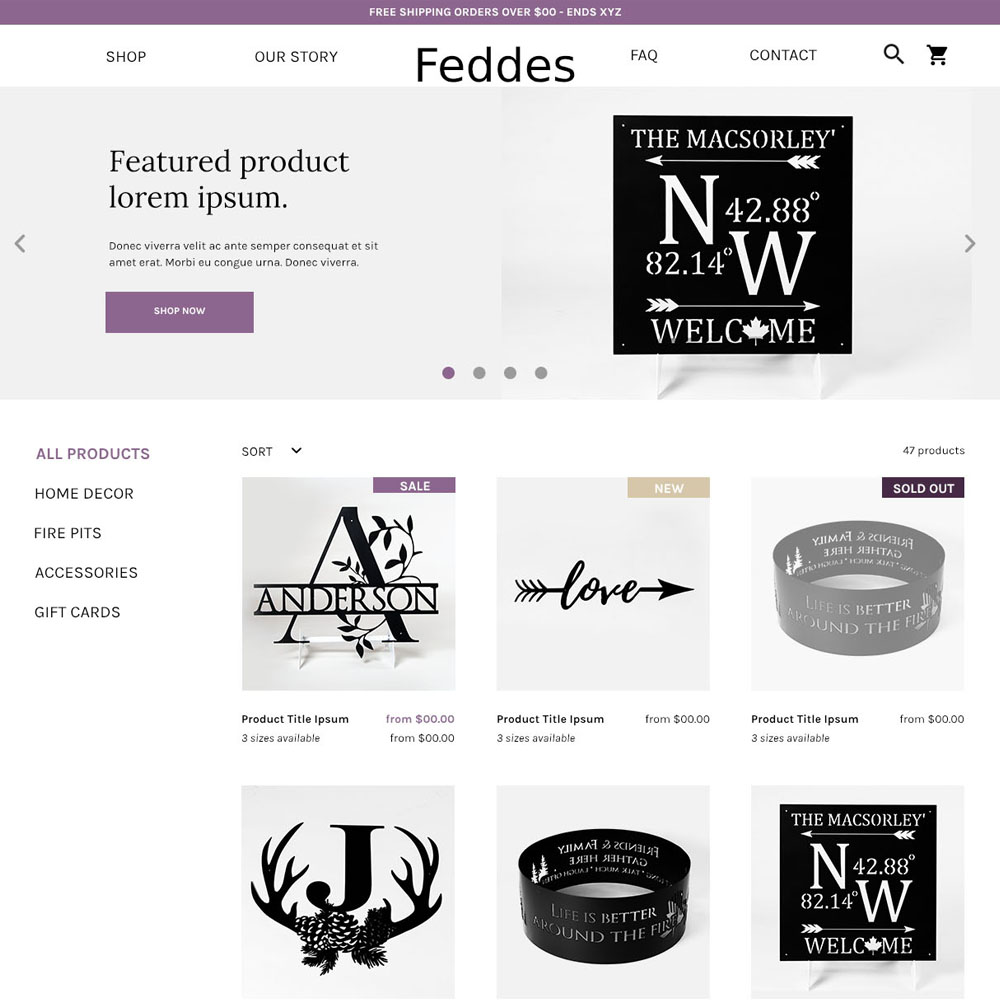 FREE SHIPPING ORDERS OVER $00 - ENDS XYZ
SHOP
OUR STORY
Feddes
FAQ
CONTACT
Featured product
lorem ipsum.
Donec viverra velit ac ante semper consequat et sit
amet erat. Morbi eu congue urna. Donec viverra.
SHOP NOW
THE MACSORLEY'
N 42.88°
82.14° W
WELCOME
ALL PRODUCTS
HOME DECOR
FIRE PITS
ACCESSORIES
GIFT CARDS
SORT
47 products
SALE
ANDERSON
NEW
love
SOLD OUT
FAMILY & FRIENDS
GATHER HERE
LIFE IS BETTER
AROUND THE FIRE
Product Title Ipsum
from $00.00
3 sizes available
from $00.00
Product Title Ipsum
from $00.00
3 sizes available
Product Title Ipsum
from $00.00
3 sizes available
J
FRIENDS & FAMILY
GATHER HERE
LIFE IS BETTER
AROUND THE FIRE
THE MACSORLEY'
N 42.88°
82.14° W
WELCOME